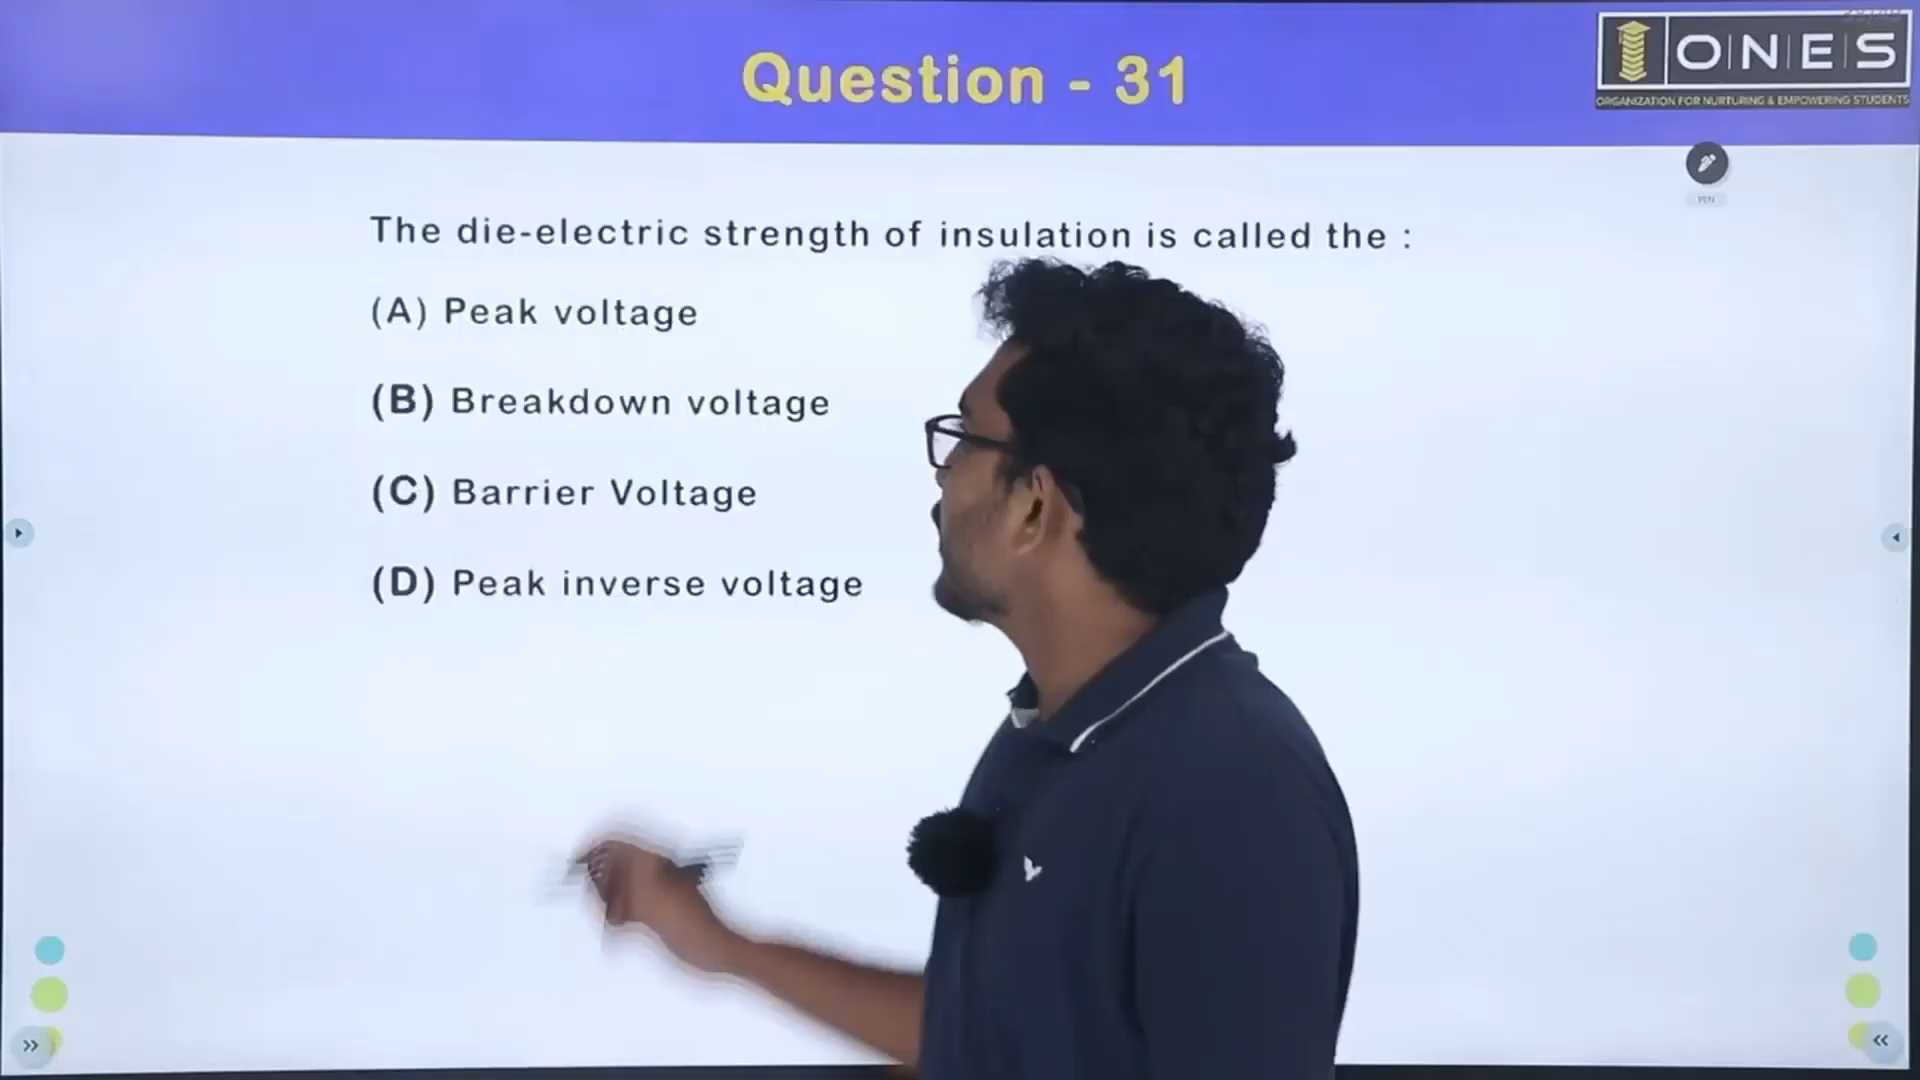 Question - 31
O|N|E|S
ORGANIZATION FOR NURTURING & EMPOWERING STUDENTS
PEN
The die-electric strength of insulation is called the :
(A) Peak voltage
(B) Breakdown voltage
(C) Barrier Voltage
(D) Peak inverse voltage